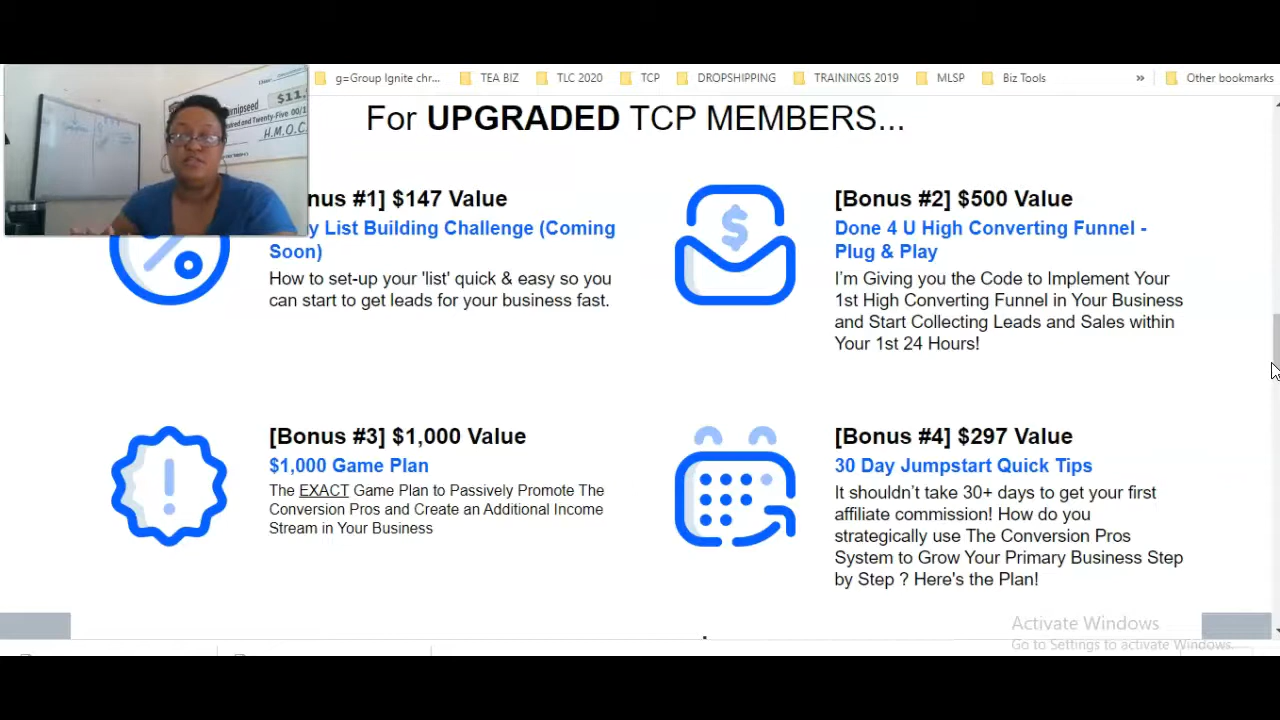 g=Group Ignite chr...
TEA BIZ
TLC 2020
TCP
DROPSHIPPING
TRAININGS 2019
MLSP
Biz Tools
»
Other bookmarks
For UPGRADED TCP MEMBERS...
$11,
H.M.O.C.
nus #1] $147 Value
y List Building Challenge (Coming
Soon)
How to set-up your 'list' quick & easy so you
can start to get leads for your business fast.
[Bonus #2] $500 Value
Done 4 U High Converting Funnel -
Plug & Play
I’m Giving you the Code to Implement Your
1st High Converting Funnel in Your Business
and Start Collecting Leads and Sales within
Your 1st 24 Hours!
[Bonus #3] $1,000 Value
$1,000 Game Plan
The EXACT Game Plan to Passively Promote The
Conversion Pros and Create an Additional Income
Stream in Your Business
[Bonus #4] $297 Value
30 Day Jumpstart Quick Tips
It shouldn’t take 30+ days to get your first
affiliate commission! How do you
strategically use The Conversion Pros
System to Grow Your Primary Business Step
by Step ? Here's the Plan!
Activate Windows
Go to Settings to activate Windows.